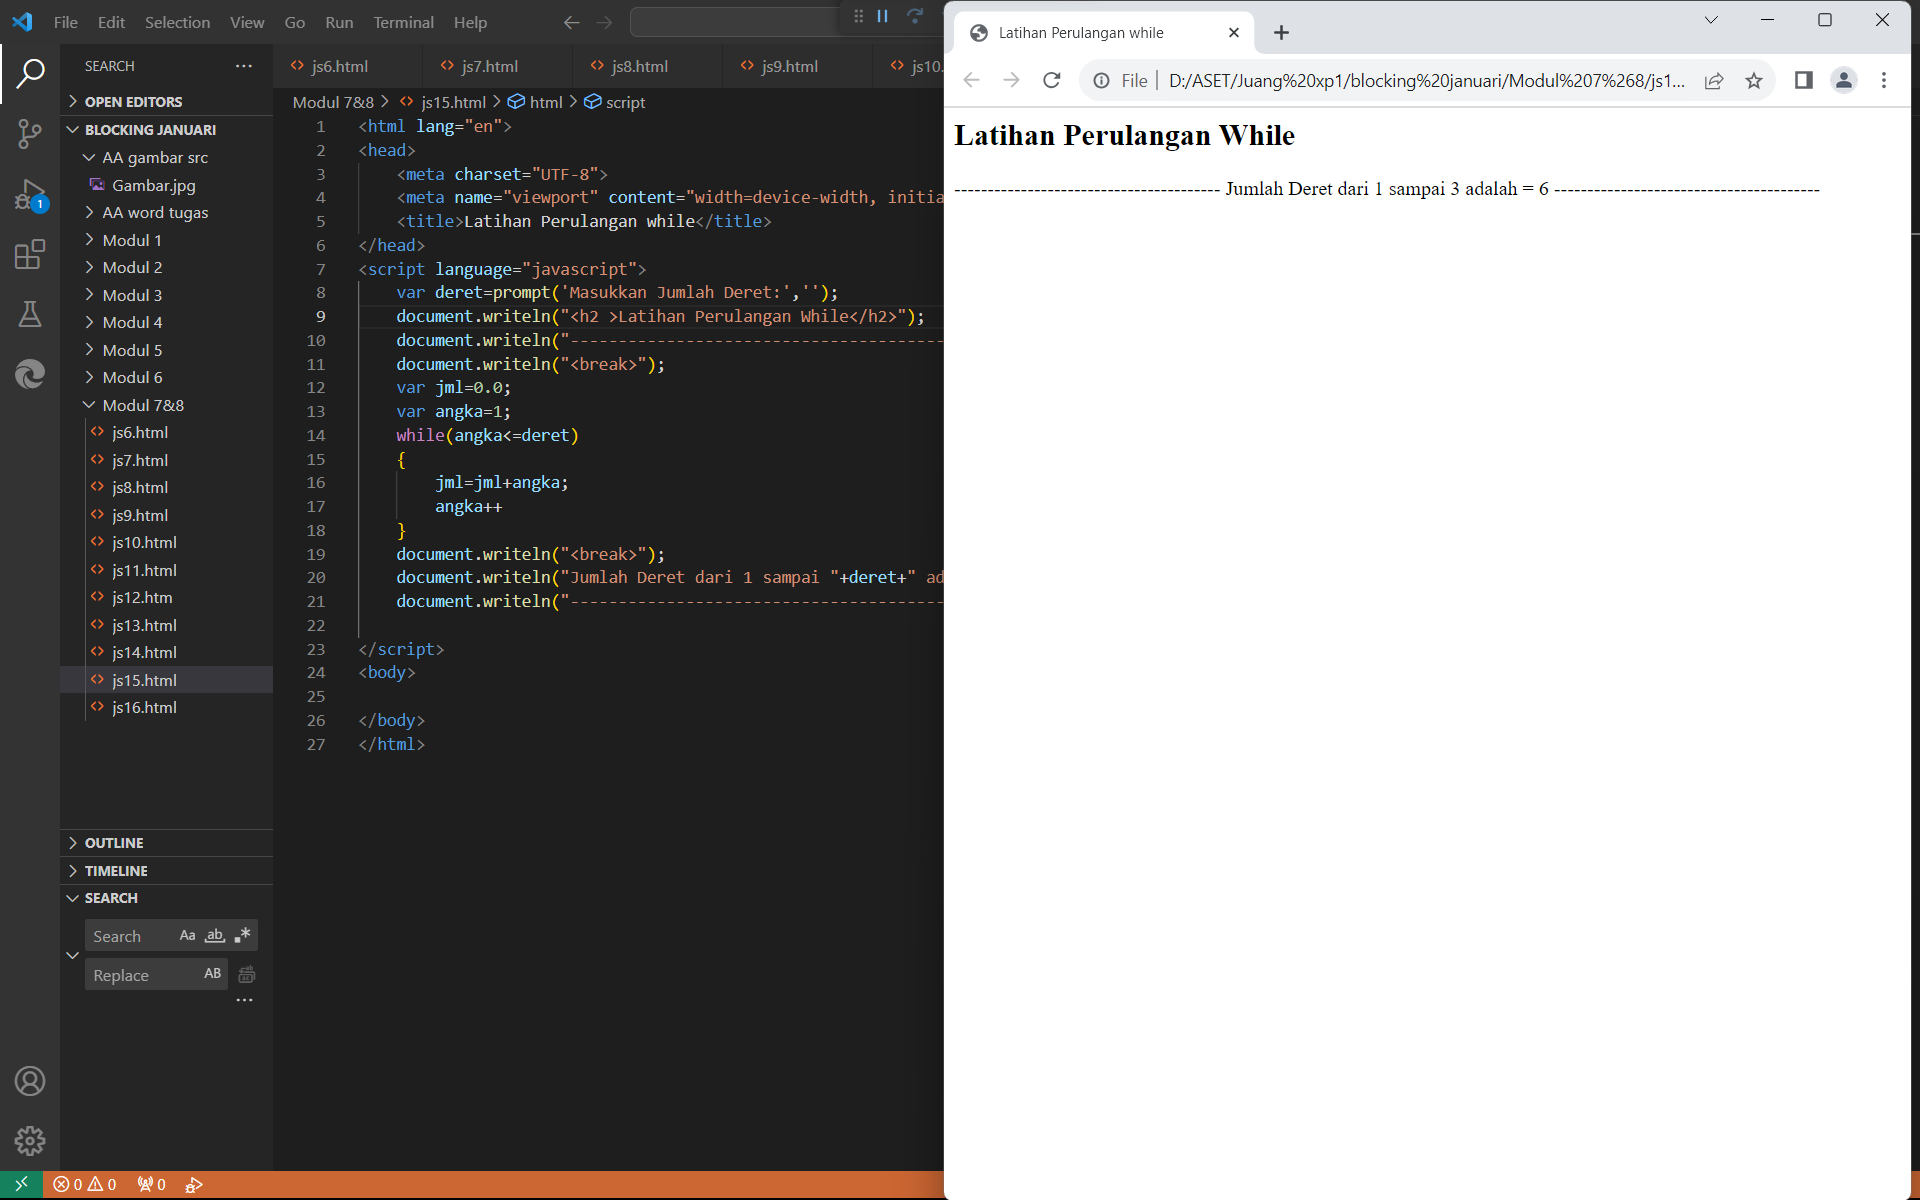 File Edit Selection View Go Run Terminal Help
SEARCH
OPEN EDITORS
BLOCKING JANUARI
AA gambar src
Gambar.jpg
AA word tugas
Modul 1
Modul 2
Modul 3
Modul 4
Modul 5
Modul 6
Modul 7&8
js6.html
js7.html
js8.html
js9.html
js10.html
js11.html
js12.htm
js13.html
js14.html
js15.html
js16.html
OUTLINE
TIMELINE
SEARCH
Search Aa ab
Replace AB
1
0 0 0
js6.html js7.html js8.html js9.html js10.
Modul 7&8 > js15.html > html > script
1 <html lang="en">
2 <head>
3 <meta charset="UTF-8">
4 <meta name="viewport" content="width=device-width, initia
5 <title>Latihan Perulangan while</title>
6 </head>
7 <script language="javascript">
8 var deret=prompt('Masukkan Jumlah Deret:','');
9 document.writeln("<h2 >Latihan Perulangan While</h2>");
10 document.writeln("---------------------------------------
11 document.writeln("<break>");
12 var jml=0.0;
13 var angka=1;
14 while(angka<=deret)
15 {
16 jml=jml+angka;
17 angka++
18 }
19 document.writeln("<break>");
20 document.writeln("Jumlah Deret dari 1 sampai "+deret+" ad
21 document.writeln("---------------------------------------
22
23 </script>
24 <body>
25
26 </body>
27 </html>
Latihan Perulangan while
File | D:/ASET/Juang%20xp1/blocking%20januari/Modul%207%268/js1...
Latihan Perulangan While
---------------------------------------- Jumlah Deret dari 1 sampai 3 adalah = 6 ----------------------------------------